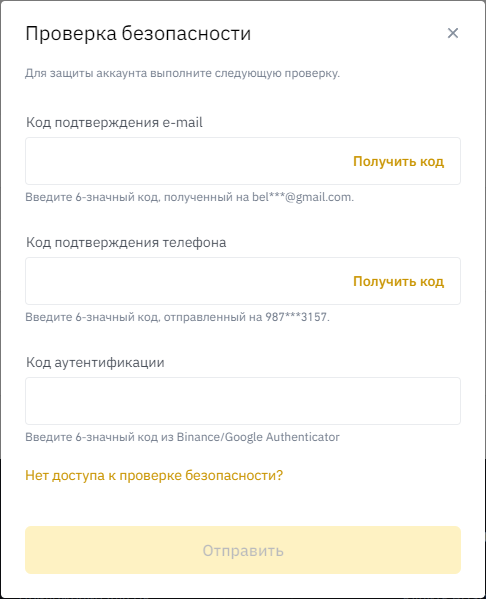 Проверка безопасности
Для защиты аккаунта выполните следующую проверку.
Код подтверждения e-mail
Получить код
Введите 6-значный код, полученный на bel***@gmail.com.
Код подтверждения телефона
Получить код
Введите 6-значный код, отправленный на 987***3157.
Код аутентификации
Введите 6-значный код из Binance/Google Authenticator
Нет доступа к проверке безопасности?
Отправить